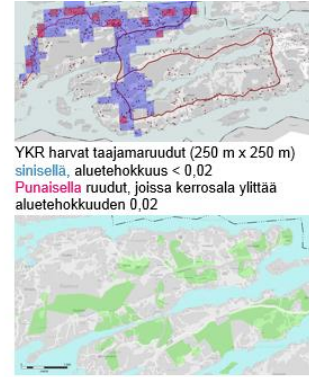 YKR harvat taajamaruudut (250 m x 250 m)
sinisellä, aluetehokkuus < 0,02
Punaisella ruudut, joissa kerrosala ylittää
aluetehokkuuden 0,02